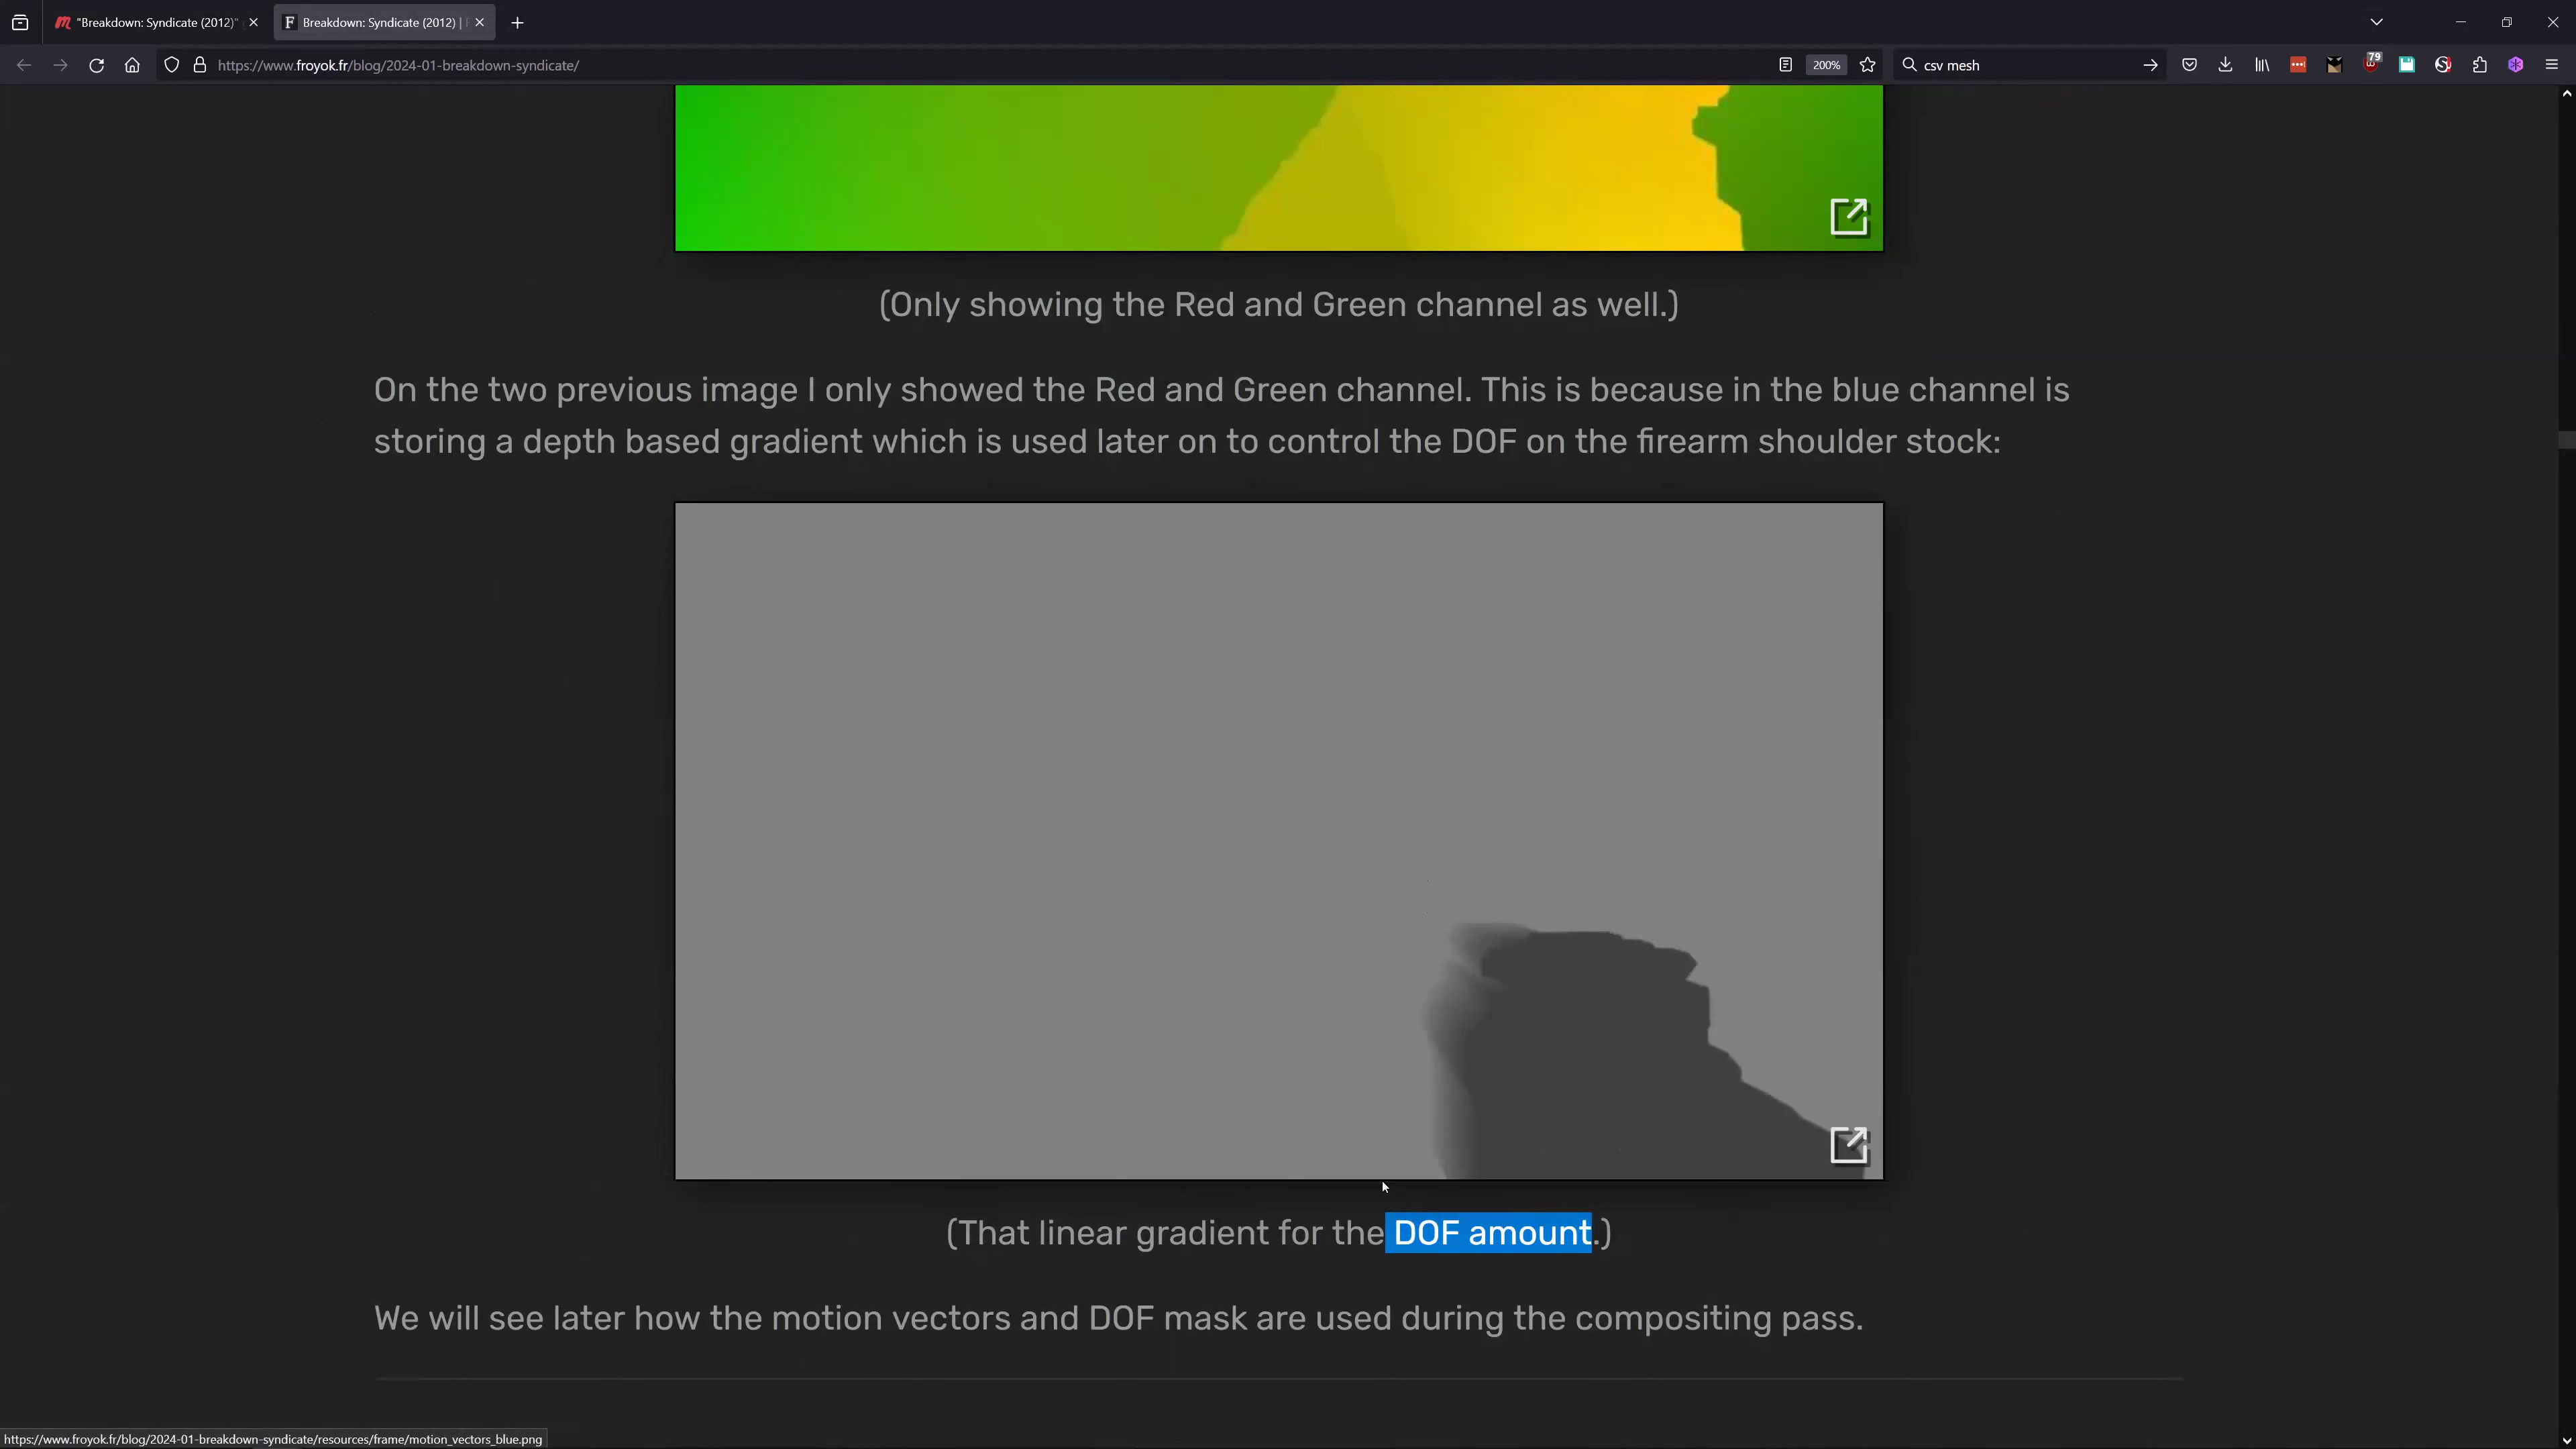 "Breakdown: Syndicate (2012)"
Breakdown: Syndicate (2012) |
https://www.froyok.fr/blog/2024-01-breakdown-syndicate/
200%
csv mesh
79
(Only showing the Red and Green channel as well.)
On the two previous image I only showed the Red and Green channel. This is because in the blue channel is
storing a depth based gradient which is used later on to control the DOF on the firearm shoulder stock:
(That linear gradient for the DOF amount.)
We will see later how the motion vectors and DOF mask are used during the compositing pass.
https://www.froyok.fr/blog/2024-01-breakdown-syndicate/resources/frame/motion_vectors_blue.png